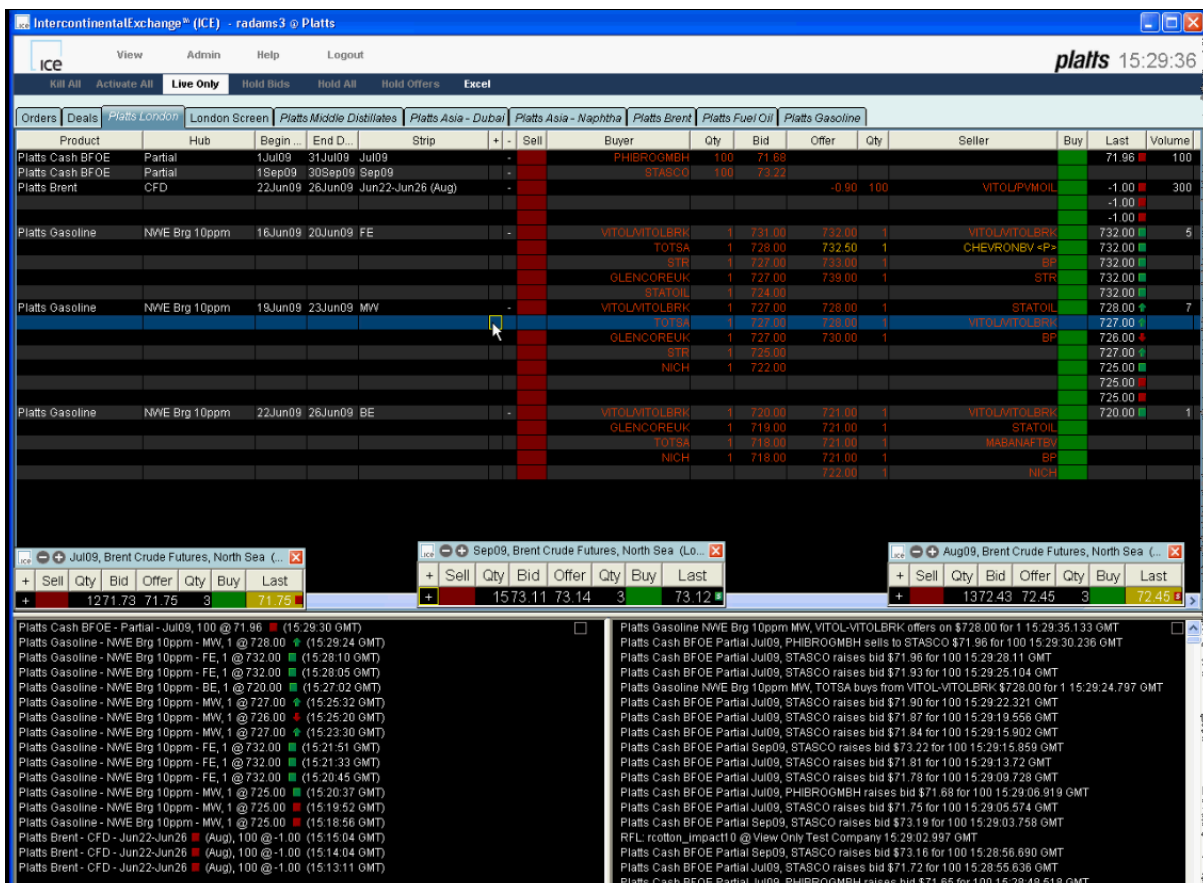 IntercontinentalExchange℠ (ICE) - radams3 @ Platts
ice View Admin Help Logout platts 15:29:36
Kill All Activate All Live Only Hold Bids Hold All Hold Offers Excel
Orders Deals Platts London London Screen Platts Middle Distillates Platts Asia - Dubai Platts Asia - Naphtha Platts Brent Platts Fuel Oil Platts Gasoline
Product Hub Begin ... End D... Strip + - Sell Buyer Qty Bid Offer Qty Seller Buy Last Volume
Platts Cash BFOE Partial 1Jul09 31Jul09 Jul09 - PHIBROGMBH 100 71.68 71.96 100
Platts Cash BFOE Partial 1Sep09 30Sep09 Sep09 - STASCO 100 73.22
Platts Brent CFD 22Jun09 26Jun09 Jun22-Jun26 (Aug) - -0.90 100 VITOL/PVMOIL -1.00 300
-1.00
-1.00
Platts Gasoline NWE Brg 10ppm 16Jun09 20Jun09 FE - VITOL/VITOLBRK 1 731.00 732.00 1 VITOL/VITOLBRK 732.00 5
TOTSA 1 728.00 732.50 1 CHEVRONBV <P> 732.00
STR 1 727.00 733.00 1 BP 732.00
GLENCOREUK 1 727.00 739.00 1 STR 732.00
STATOIL 1 724.00 732.00
Platts Gasoline NWE Brg 10ppm 19Jun09 23Jun09 MW - VITOL/VITOLBRK 1 727.00 728.00 1 STATOIL 728.00 7
TOTSA 1 727.00 728.00 1 VITOL/VITOLBRK 727.00
GLENCOREUK 1 727.00 730.00 1 BP 726.00
STR 1 725.00 727.00
NICH 1 722.00 725.00
725.00
725.00
Platts Gasoline NWE Brg 10ppm 22Jun09 26Jun09 BE - VITOL/VITOLBRK 1 720.00 721.00 1 VITOL/VITOLBRK 720.00 1
GLENCOREUK 1 719.00 721.00 1 STATOIL
TOTSA 1 718.00 721.00 1 MABANAFTBV
NICH 1 718.00 721.00 1 BP
722.00 1 NICH
ice Jul09, Brent Crude Futures, North Sea (...
+ Sell Qty Bid Offer Qty Buy Last
+ 12 71.73 71.75 3 71.75
ice Sep09, Brent Crude Futures, North Sea (Lo...
+ Sell Qty Bid Offer Qty Buy Last
+ 15 73.11 73.14 3 73.12
ice Aug09, Brent Crude Futures, North Sea (...
+ Sell Qty Bid Offer Qty Buy Last
+ 13 72.43 72.45 3 72.45
Platts Cash BFOE - Partial - Jul09, 100 @ 71.96 (15:29:30 GMT)
Platts Gasoline - NWE Brg 10ppm - MW, 1 @ 728.00 (15:29:24 GMT)
Platts Gasoline - NWE Brg 10ppm - FE, 1 @ 732.00 (15:28:10 GMT)
Platts Gasoline - NWE Brg 10ppm - FE, 1 @ 732.00 (15:28:05 GMT)
Platts Gasoline - NWE Brg 10ppm - BE, 1 @ 720.00 (15:27:02 GMT)
Platts Gasoline - NWE Brg 10ppm - MW, 1 @ 727.00 (15:25:32 GMT)
Platts Gasoline - NWE Brg 10ppm - MW, 1 @ 726.00 (15:25:20 GMT)
Platts Gasoline - NWE Brg 10ppm - MW, 1 @ 727.00 (15:23:30 GMT)
Platts Gasoline - NWE Brg 10ppm - FE, 1 @ 732.00 (15:21:51 GMT)
Platts Gasoline - NWE Brg 10ppm - FE, 1 @ 732.00 (15:21:33 GMT)
Platts Gasoline - NWE Brg 10ppm - FE, 1 @ 732.00 (15:20:45 GMT)
Platts Gasoline - NWE Brg 10ppm - MW, 1 @ 725.00 (15:20:37 GMT)
Platts Gasoline - NWE Brg 10ppm - MW, 1 @ 725.00 (15:19:52 GMT)
Platts Gasoline - NWE Brg 10ppm - MW, 1 @ 725.00 (15:18:56 GMT)
Platts Brent - CFD - Jun22-Jun26 (Aug), 100 @ -1.00 (15:15:04 GMT)
Platts Brent - CFD - Jun22-Jun26 (Aug), 100 @ -1.00 (15:14:04 GMT)
Platts Brent - CFD - Jun22-Jun26 (Aug), 100 @ -1.00 (15:13:11 GMT)
Platts Gasoline NWE Brg 10ppm MW, VITOL-VITOLBRK offers on $728.00 for 1 15:29:35.133 GMT
Platts Cash BFOE Partial Jul09, PHIBROGMBH sells to STASCO $71.96 for 100 15:29:30.236 GMT
Platts Cash BFOE Partial Jul09, STASCO raises bid $71.96 for 100 15:29:28.11 GMT
Platts Cash BFOE Partial Jul09, STASCO raises bid $71.93 for 100 15:29:25.104 GMT
Platts Gasoline NWE Brg 10ppm MW, TOTSA buys from VITOL-VITOLBRK $728.00 for 1 15:29:24.797 GMT
Platts Cash BFOE Partial Jul09, STASCO raises bid $71.90 for 100 15:29:22.321 GMT
Platts Cash BFOE Partial Jul09, STASCO raises bid $71.87 for 100 15:29:19.556 GMT
Platts Cash BFOE Partial Jul09, STASCO raises bid $71.84 for 100 15:29:15.902 GMT
Platts Cash BFOE Partial Sep09, STASCO raises bid $73.22 for 100 15:29:15.859 GMT
Platts Cash BFOE Partial Jul09, STASCO raises bid $71.81 for 100 15:29:13.72 GMT
Platts Cash BFOE Partial Jul09, STASCO raises bid $71.78 for 100 15:29:09.728 GMT
Platts Cash BFOE Partial Jul09, PHIBROGMBH raises bid $71.68 for 100 15:29:06.919 GMT
Platts Cash BFOE Partial Jul09, STASCO raises bid $71.75 for 100 15:29:05.574 GMT
Platts Cash BFOE Partial Sep09, STASCO raises bid $73.19 for 100 15:29:03.758 GMT
RFL: rcotton_impact10 @ View Only Test Company 15:29:02.997 GMT
Platts Cash BFOE Partial Sep09, STASCO raises bid $73.16 for 100 15:28:56.690 GMT
Platts Cash BFOE Partial Jul09, STASCO raises bid $71.72 for 100 15:28:55.636 GMT
Platts Cash BFOE Partial Jul09, PHIBROGMBH raises bid $71.65 for 100 15:28:48.518 GMT